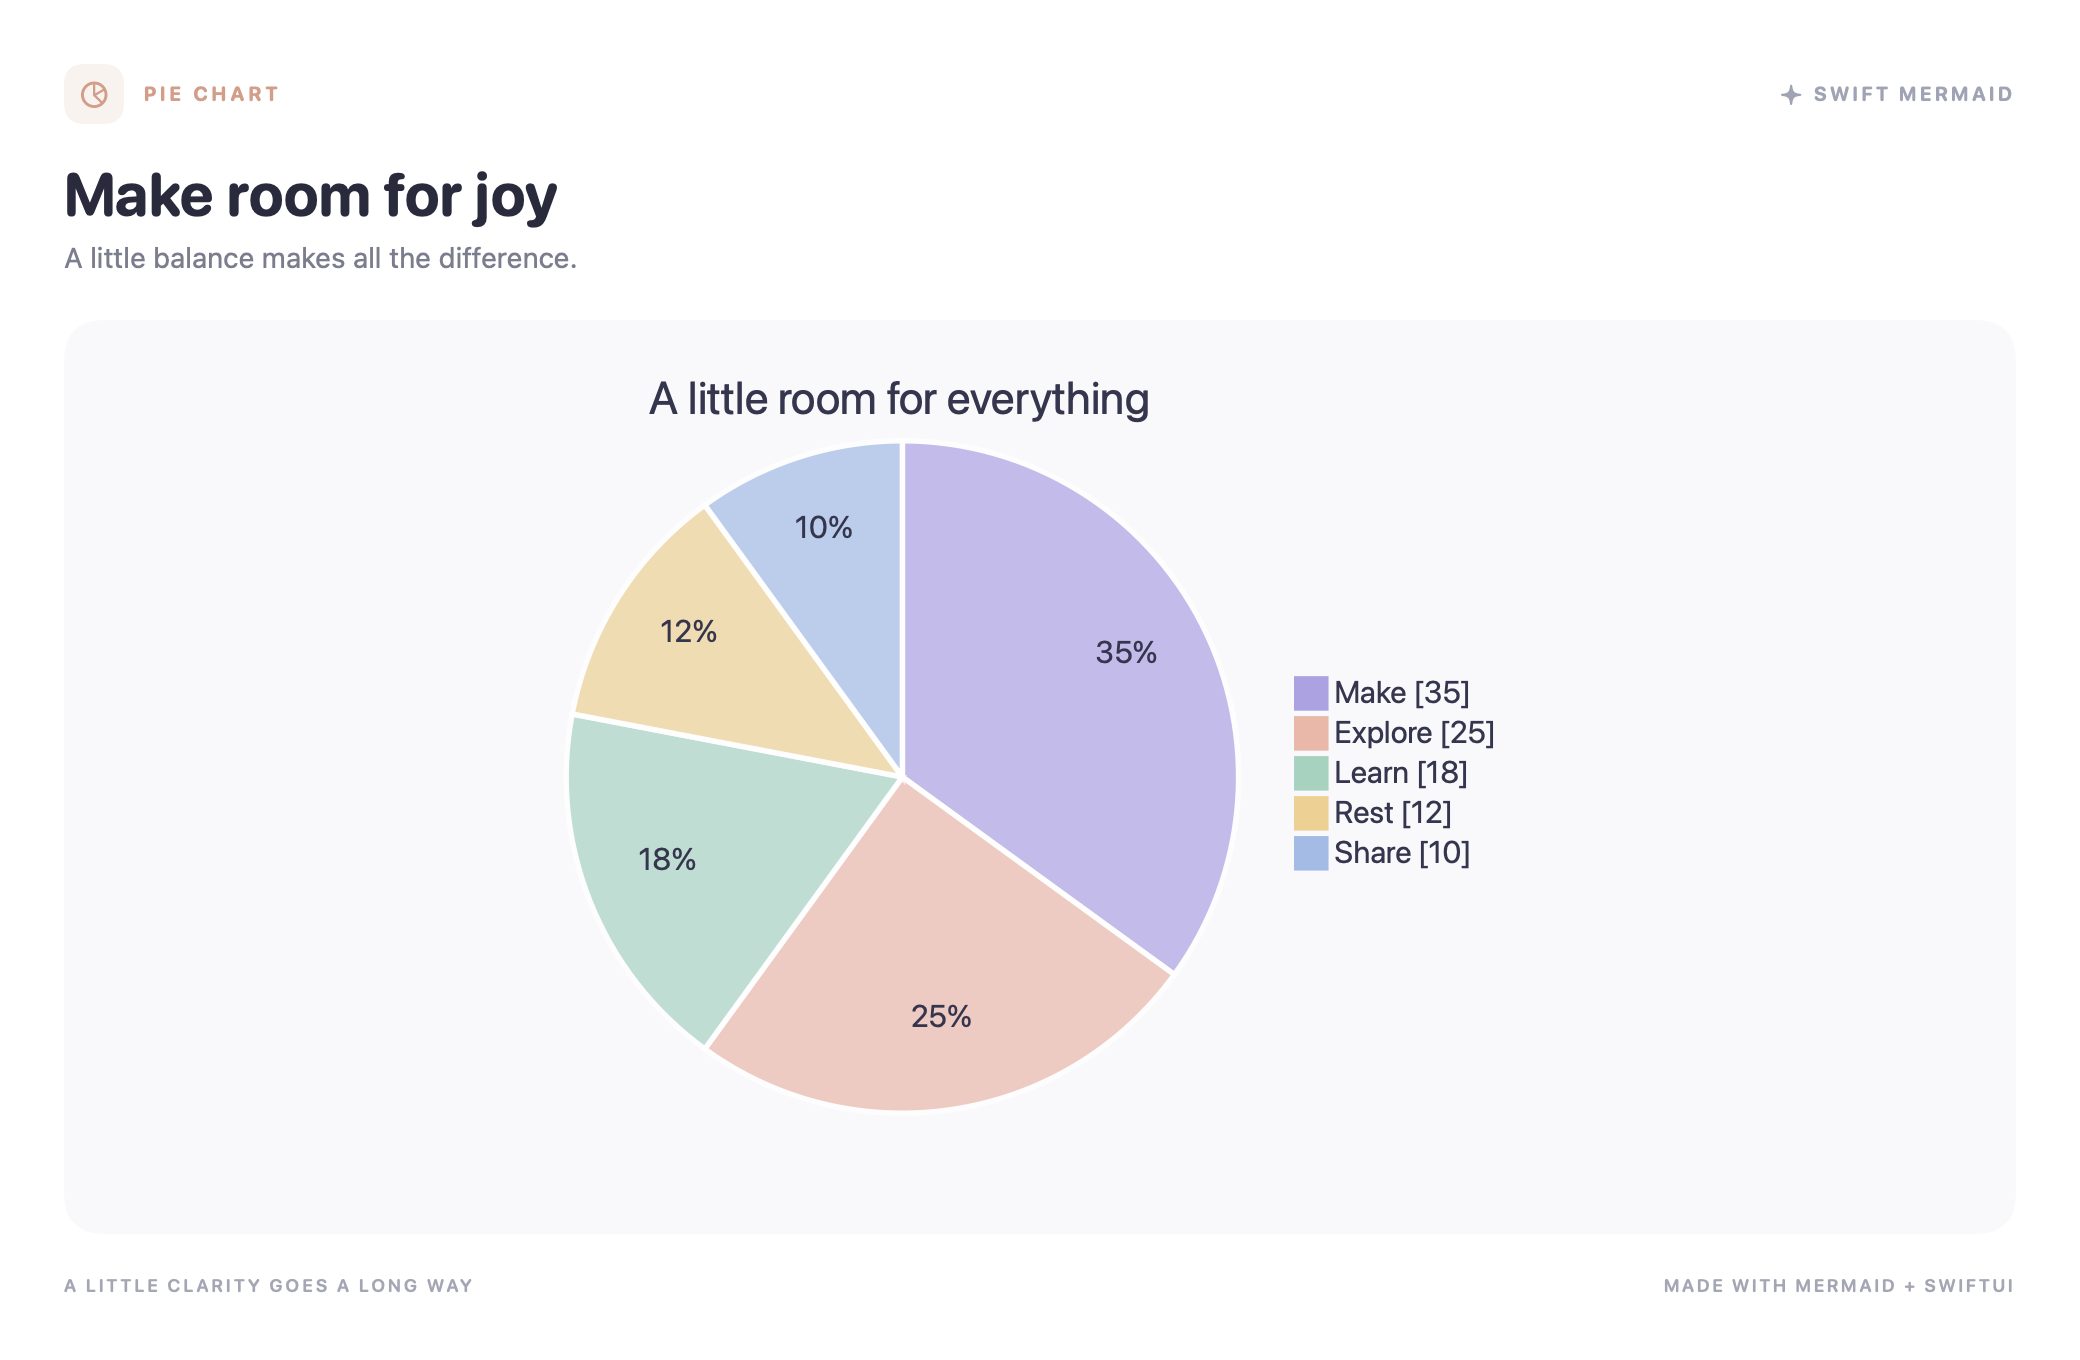 PIE CHART
SWIFT MERMAID
Make room for joy
A little balance makes all the difference.
A little room for everything
10%
35%
12%
18%
25%
Make [35]
Explore [25]
Learn [18]
Rest [12]
Share [10]
A LITTLE CLARITY GOES A LONG WAY
MADE WITH MERMAID + SWIFTUI